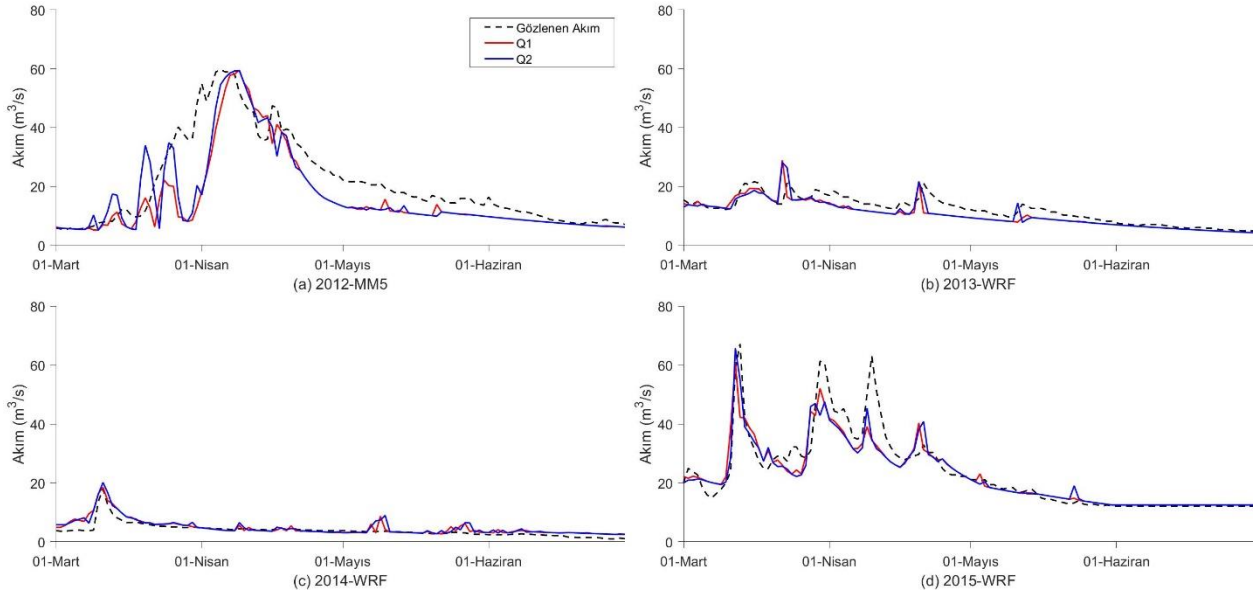 80
60
40
20
0
Akım (m³/s)
Gözlenen Akım
Q1
Q2
01-Mart 01-Nisan 01-Mayıs 01-Haziran
(a) 2012-MM5
80
60
40
20
0
Akım (m³/s)
01-Mart 01-Nisan 01-Mayıs 01-Haziran
(b) 2013-WRF
80
60
40
20
0
Akım (m³/s)
01-Mart 01-Nisan 01-Mayıs 01-Haziran
(c) 2014-WRF
80
60
40
20
0
Akım (m³/s)
01-Mart 01-Nisan 01-Mayıs 01-Haziran
(d) 2015-WRF